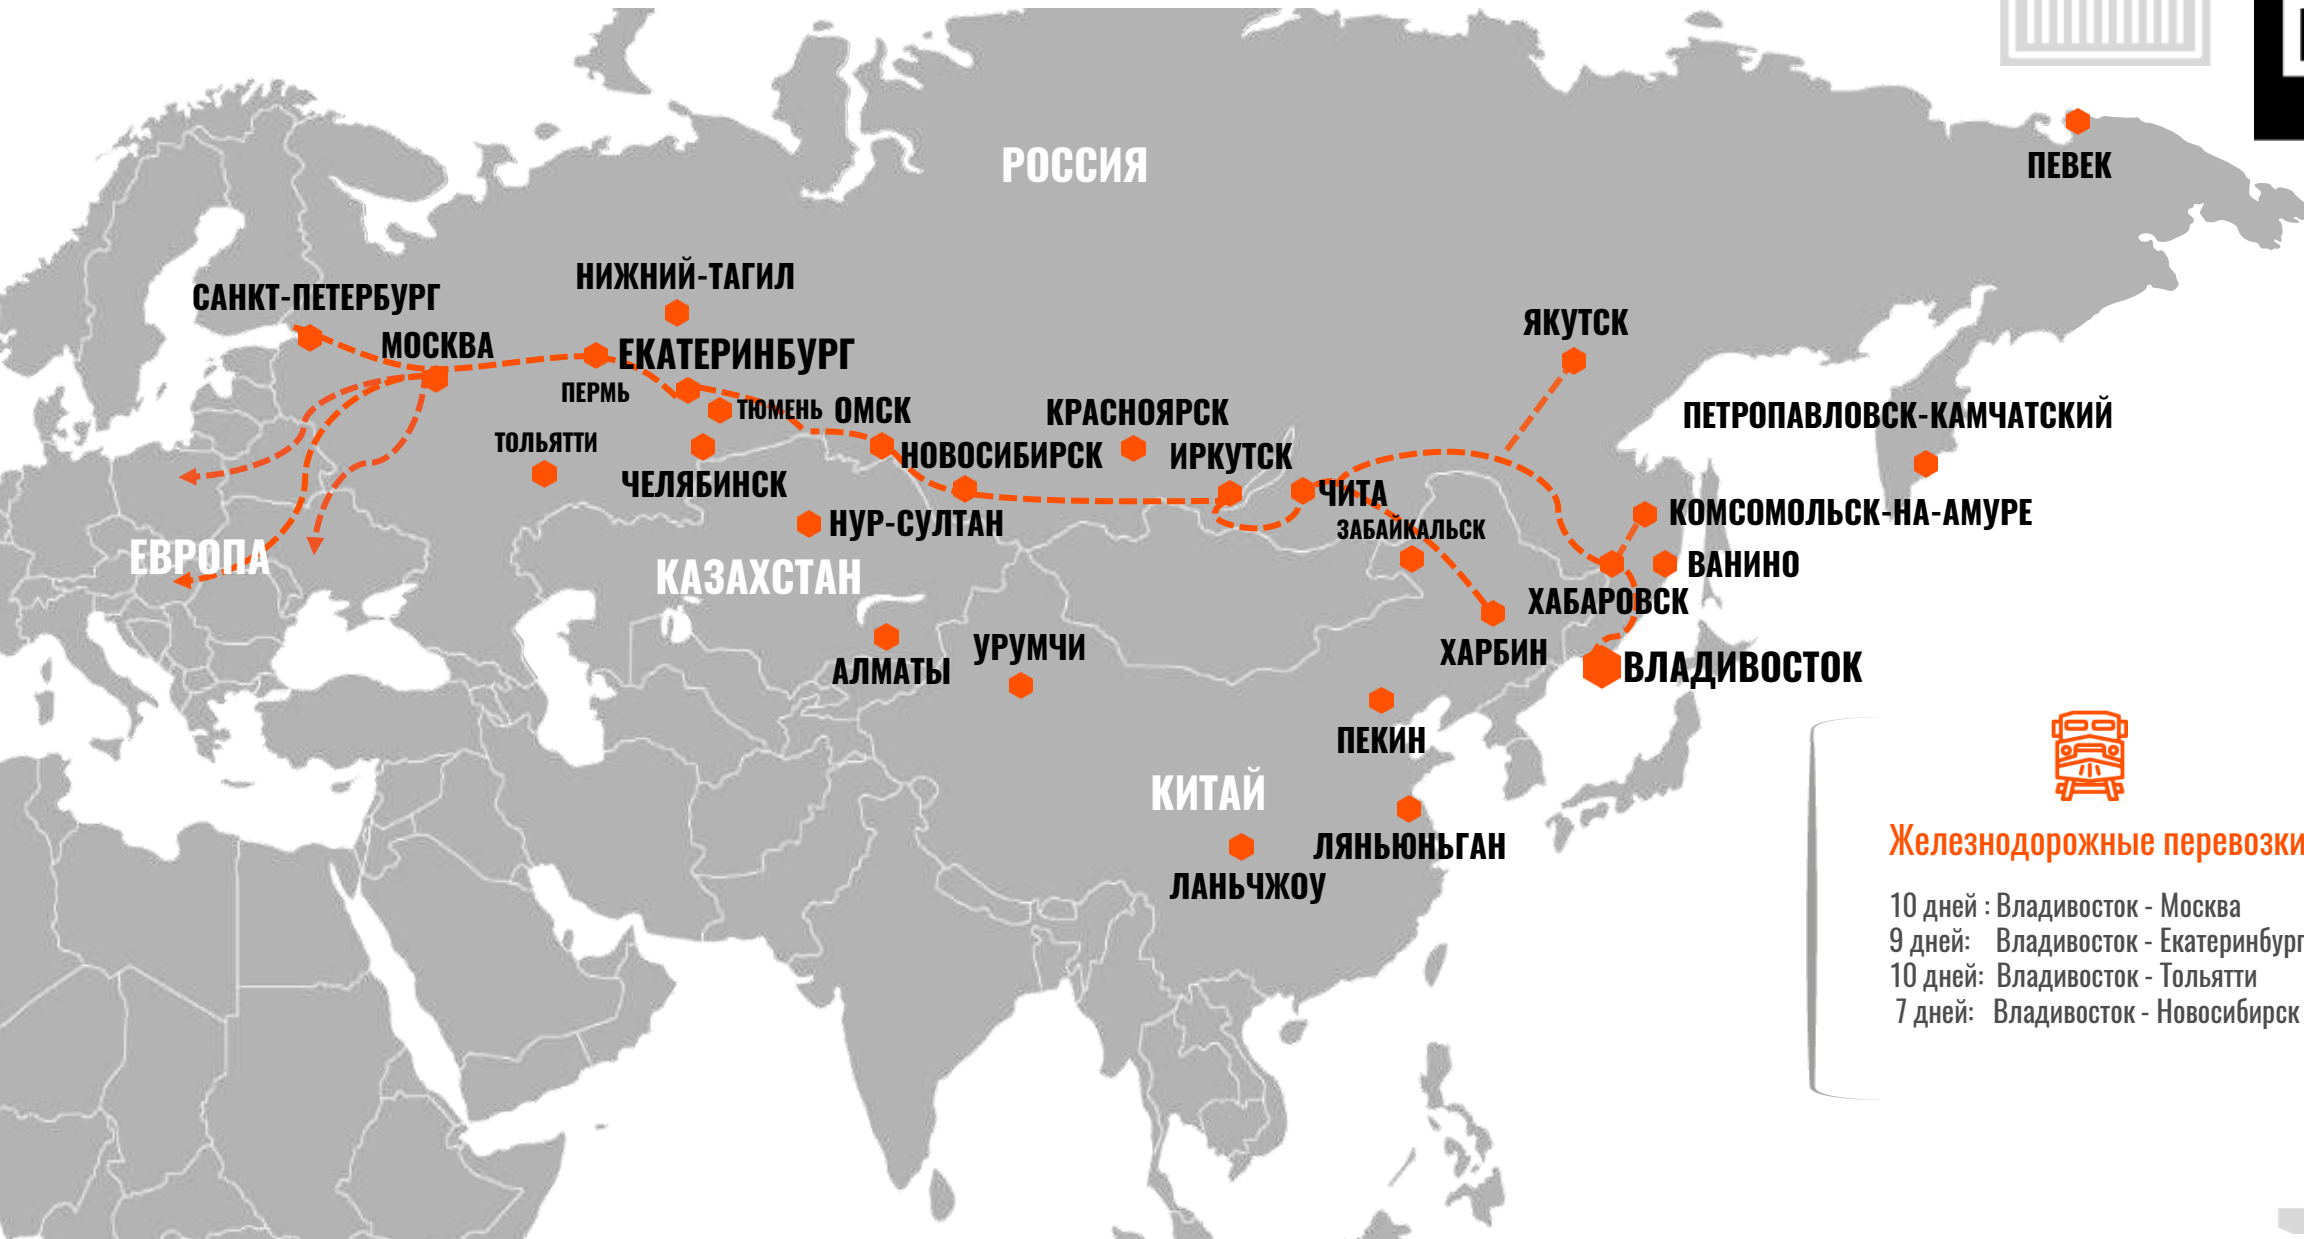 РОССИЯ
ПЕВЕК
НИЖНИЙ-ТАГИЛ
САНКТ-ПЕТЕРБУРГ
МОСКВА
ЕКАТЕРИНБУРГ
ЯКУТСК
ПЕРМЬ
ТЮМЕНЬ
ОМСК
КРАСНОЯРСК
ПЕТРОПАВЛОВСК-КАМЧАТСКИЙ
ТОЛЬЯТТИ
НОВОСИБИРСК
ИРКУТСК
ЧЕЛЯБИНСК
ЧИТА
НУР-СУЛТАН
ЗАБАЙКАЛЬСК
КОМСОМОЛЬСК-НА-АМУРЕ
ЕВРОПА
КАЗАХСТАН
ВАНИНО
ХАБАРОВСК
УРУМЧИ
ХАРБИН
АЛМАТЫ
ВЛАДИВОСТОК
ПЕКИН
КИТАЙ
ЛЯНЬЮНЬГАН
ЛАНЬЧЖОУ
Железнодорожные перевозки
10 дней : Владивосток - Москва
9 дней: Владивосток - Екатеринбург
10 дней: Владивосток - Тольятти
7 дней: Владивосток - Новосибирск